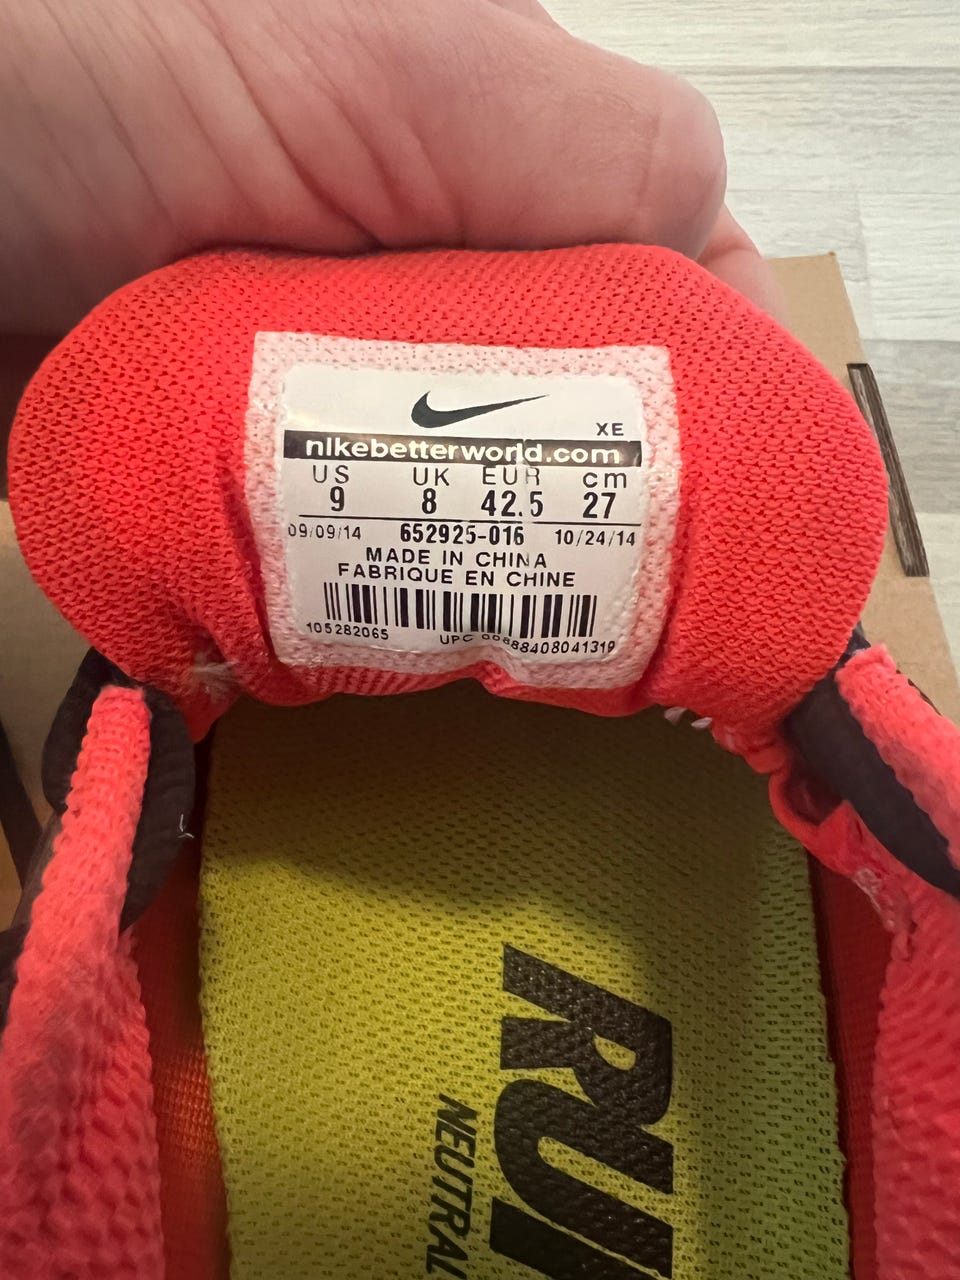 XE
nikebetterworld.com
US UK EUR cm
9 8 42.5 27
09/09/14 652925-016 10/24/14
MADE IN CHINA
FABRIQUE EN CHINE
105282065 UPC 00888408041319
RU
NEUTRAL